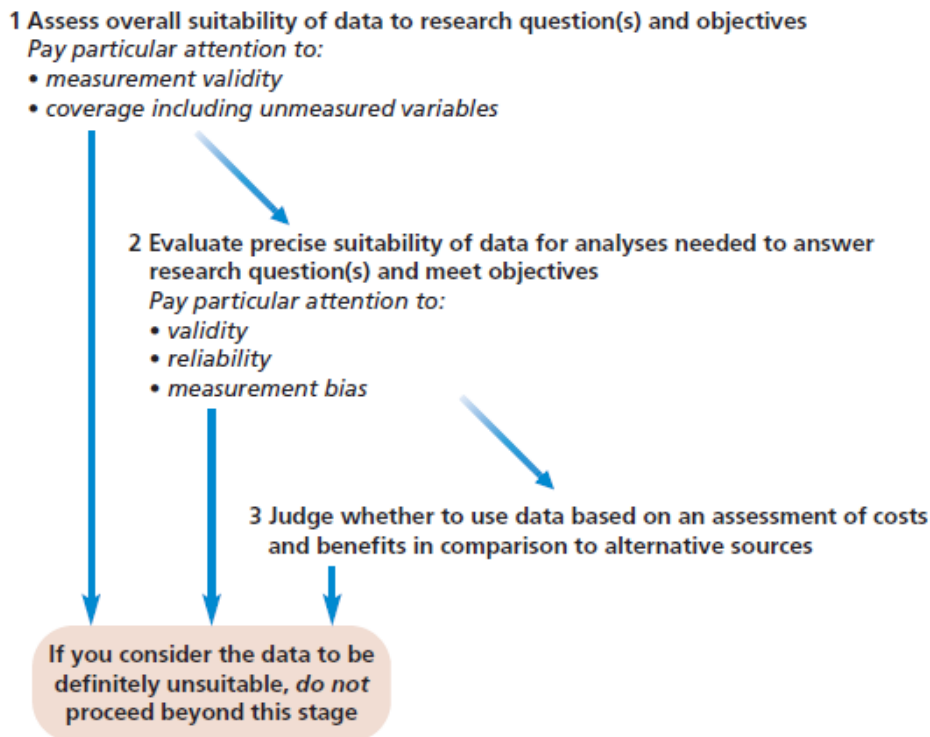 1 Assess overall suitability of data to research question(s) and objectives
Pay particular attention to:
• measurement validity
• coverage including unmeasured variables
2 Evaluate precise suitability of data for analyses needed to answer
research question(s) and meet objectives
Pay particular attention to:
• validity
• reliability
• measurement bias
3 Judge whether to use data based on an assessment of costs
and benefits in comparison to alternative sources
If you consider the data to be
definitely unsuitable, do not
proceed beyond this stage